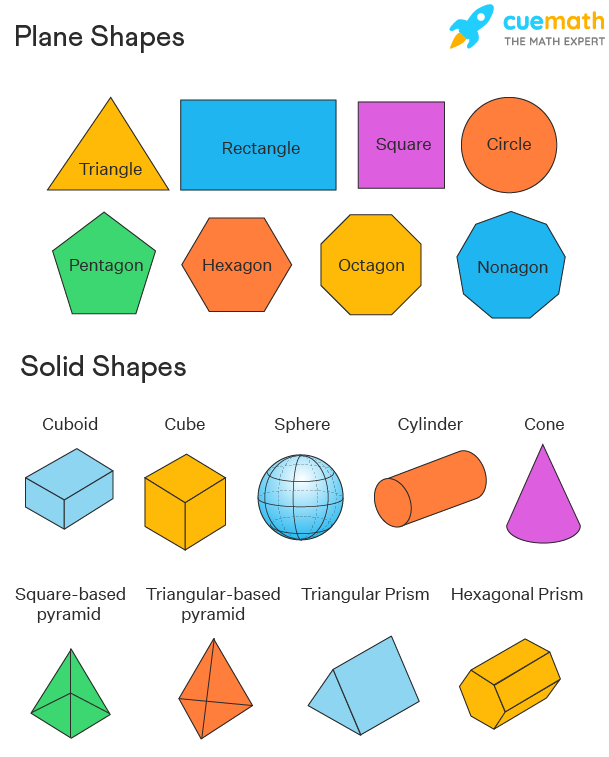 Plane Shapes
cuemath
THE MATH EXPERT
Triangle
Rectangle
Square
Circle
Pentagon
Hexagon
Octagon
Nonagon
Solid Shapes
Cuboid
Cube
Sphere
Cylinder
Cone
Square-based
pyramid
Triangular-based
pyramid
Triangular Prism
Hexagonal Prism